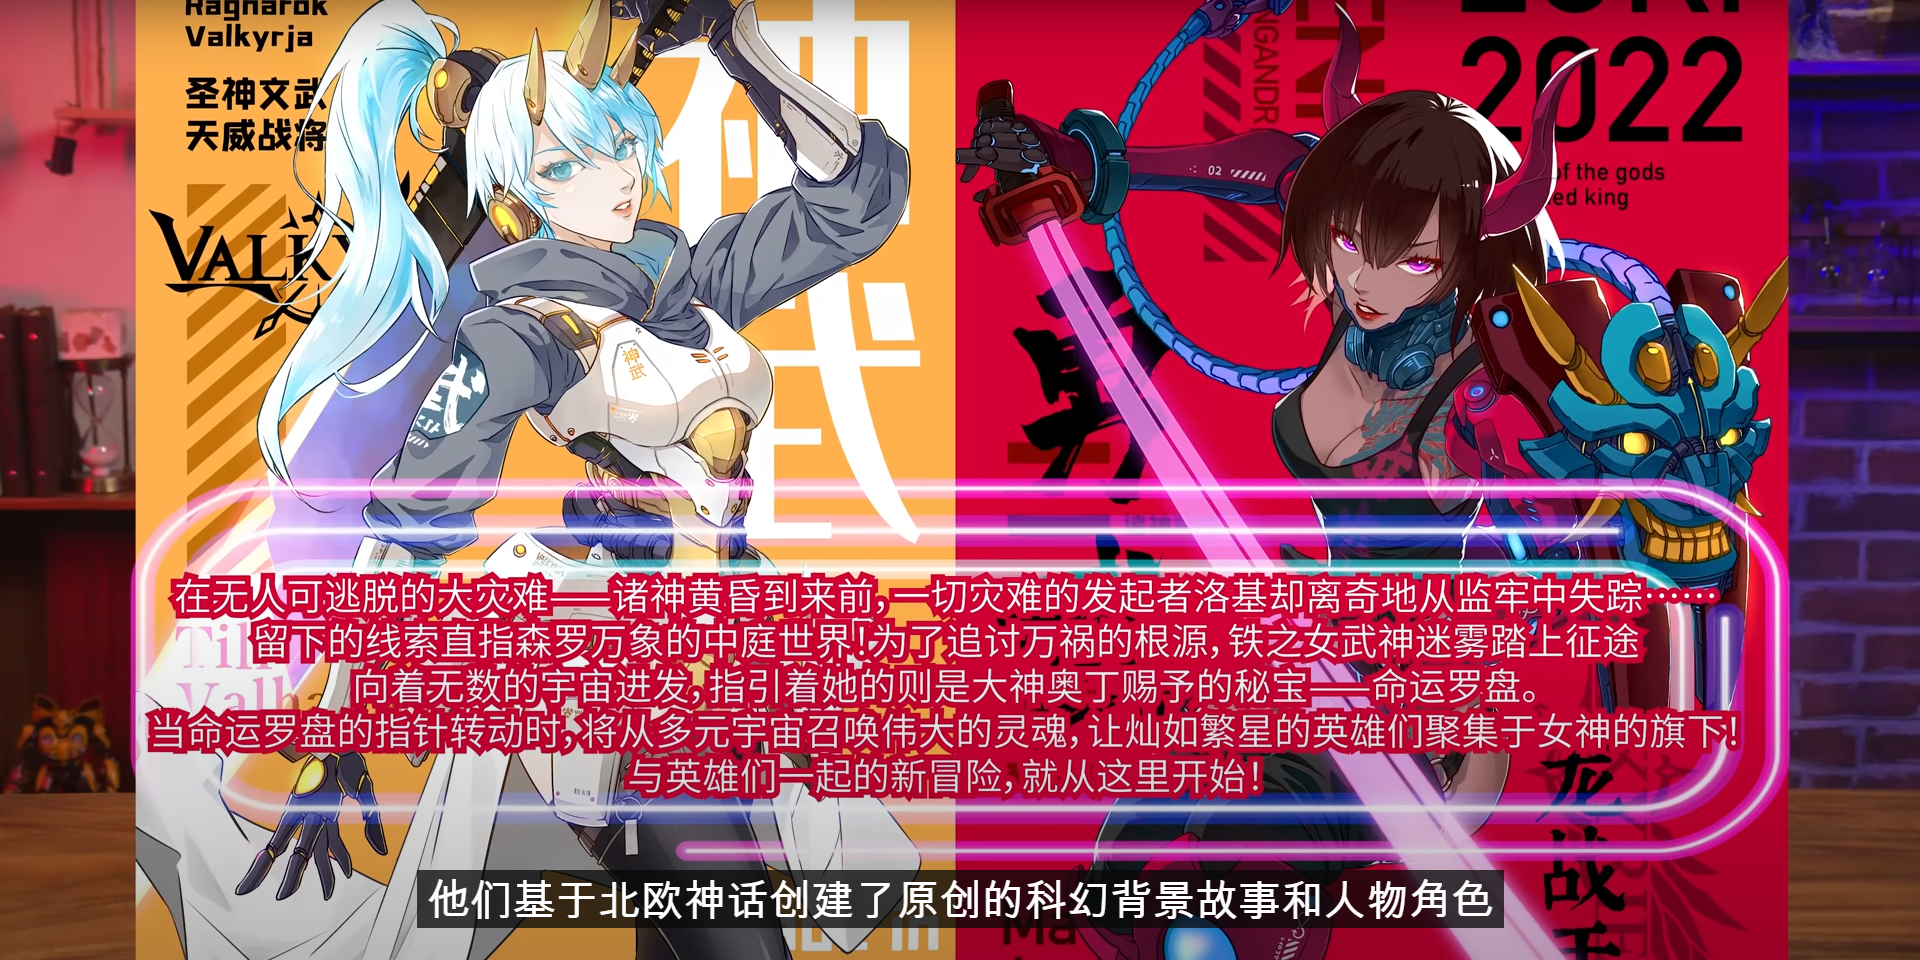 Ragnarok
Valkyrja
圣神文武
天威战将
神武
神武
武
2022
of the gods
ed king
02
在无人可逃脱的大灾难——诸神黄昏到来前,一切灾难的发起者洛基却离奇地从监牢中失踪……
留下的线索直指森罗万象的中庭世界!为了追讨万祸的根源,铁之女武神迷雾踏上征途
向着无数的宇宙进发,指引着她的则是大神奥丁赐予的秘宝——命运罗盘。
当命运罗盘的指针转动时,将从多元宇宙召唤伟大的灵魂,让灿如繁星的英雄们聚集于女神的旗下!
与英雄们一起的新冒险,就从这里开始!
龙战
他们基于北欧神话创建了原创的科幻背景故事和人物角色